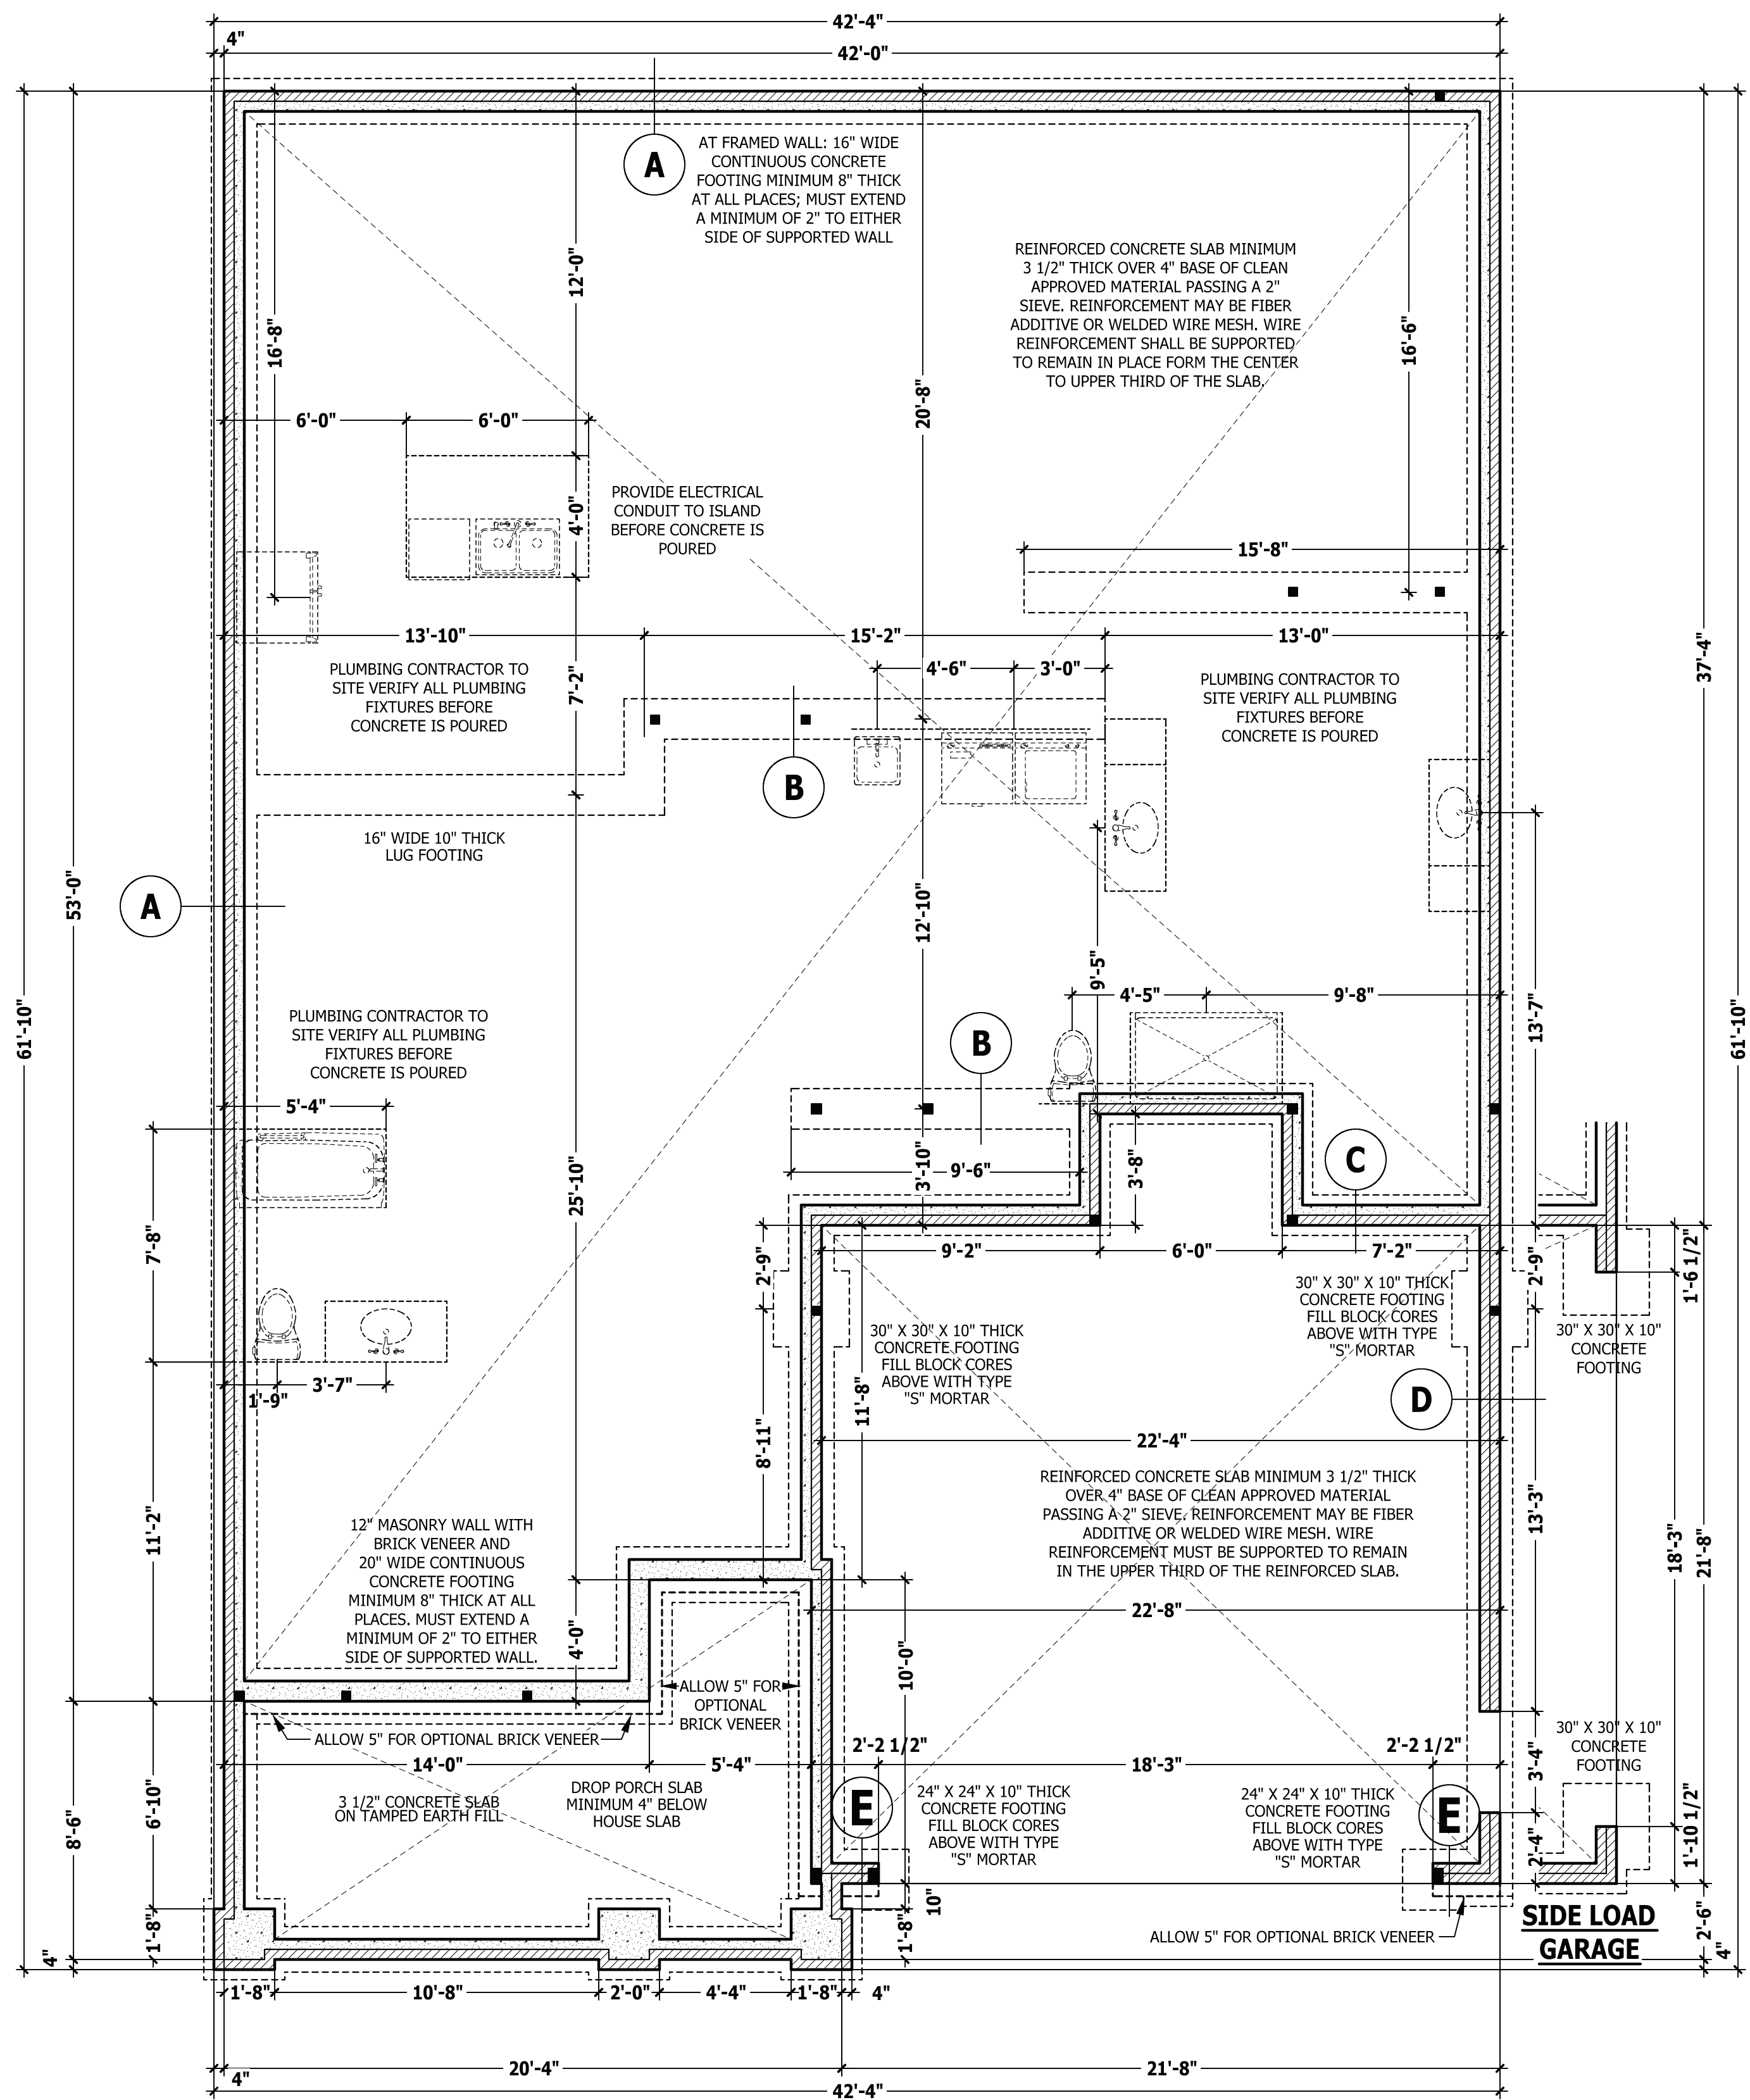 42'-4"
4"
42'-0"
A
AT FRAMED WALL: 16" WIDE
CONTINUOUS CONCRETE
FOOTING MINIMUM 8" THICK
AT ALL PLACES; MUST EXTEND
A MINIMUM OF 2" TO EITHER
SIDE OF SUPPORTED WALL
REINFORCED CONCRETE SLAB MINIMUM
3 1/2" THICK OVER 4" BASE OF CLEAN
APPROVED MATERIAL PASSING A 2"
SIEVE. REINFORCEMENT MAY BE FIBER
ADDITIVE OR WELDED WIRE MESH. WIRE
REINFORCEMENT SHALL BE SUPPORTED
TO REMAIN IN PLACE FORM THE CENTER
TO UPPER THIRD OF THE SLAB.
12'-0"
16'-8"
16'-6"
20'-8"
6'-0"
6'-0"
4'-0"
PROVIDE ELECTRICAL
CONDUIT TO ISLAND
BEFORE CONCRETE IS
POURED
15'-8"
13'-10"
15'-2"
13'-0"
37'-4"
4'-6"
3'-0"
7'-2"
PLUMBING CONTRACTOR TO
SITE VERIFY ALL PLUMBING
FIXTURES BEFORE
CONCRETE IS POURED
PLUMBING CONTRACTOR TO
SITE VERIFY ALL PLUMBING
FIXTURES BEFORE
CONCRETE IS POURED
B
16" WIDE 10" THICK
LUG FOOTING
53'-0"
A
12'-10"
9'-5"
4'-5"
9'-8"
13'-7"
61'-10"
61'-10"
PLUMBING CONTRACTOR TO
SITE VERIFY ALL PLUMBING
FIXTURES BEFORE
CONCRETE IS POURED
B
5'-4"
25'-10"
3'-10"
9'-6"
3'-8"
C
7'-8"
2'-9"
9'-2"
6'-0"
7'-2"
2'-9"
1'-6 1/2"
30" X 30" X 10" THICK
CONCRETE FOOTING
FILL BLOCK CORES
ABOVE WITH TYPE
"S" MORTAR
30" X 30" X 10" THICK
CONCRETE FOOTING
FILL BLOCK CORES
ABOVE WITH TYPE
"S" MORTAR
30" X 30" X 10"
CONCRETE
FOOTING
1'-9"
3'-7"
11'-8"
8'-11"
D
22'-4"
REINFORCED CONCRETE SLAB MINIMUM 3 1/2" THICK
OVER 4" BASE OF CLEAN APPROVED MATERIAL
PASSING A 2" SIEVE. REINFORCEMENT MAY BE FIBER
ADDITIVE OR WELDED WIRE MESH. WIRE
REINFORCEMENT MUST BE SUPPORTED TO REMAIN
IN THE UPPER THIRD OF THE REINFORCED SLAB.
11'-2"
13'-3"
18'-3"
21'-8"
12" MASONRY WALL WITH
BRICK VENEER AND
20" WIDE CONTINUOUS
CONCRETE FOOTING
MINIMUM 8" THICK AT ALL
PLACES. MUST EXTEND A
MINIMUM OF 2" TO EITHER
SIDE OF SUPPORTED WALL.
22'-8"
4'-0"
10'-0"
ALLOW 5" FOR
OPTIONAL
BRICK VENEER
ALLOW 5" FOR OPTIONAL BRICK VENEER
30" X 30" X 10"
CONCRETE
FOOTING
14'-0"
5'-4"
2'-2 1/2"
18'-3"
2'-2 1/2"
3'-4"
6'-10"
8'-6"
3 1/2" CONCRETE SLAB
ON TAMPED EARTH FILL
DROP PORCH SLAB
MINIMUM 4" BELOW
HOUSE SLAB
E
24" X 24" X 10" THICK
CONCRETE FOOTING
FILL BLOCK CORES
ABOVE WITH TYPE
"S" MORTAR
24" X 24" X 10" THICK
CONCRETE FOOTING
FILL BLOCK CORES
ABOVE WITH TYPE
"S" MORTAR
E
2'-4"
1'-10 1/2"
10"
1'-8"
1'-8"
4"
ALLOW 5" FOR OPTIONAL BRICK VENEER
SIDE LOAD
GARAGE
2'-6"
4"
1'-8"
10'-8"
2'-0"
4'-4"
1'-8"
4"
20'-4"
21'-8"
4"
42'-4"